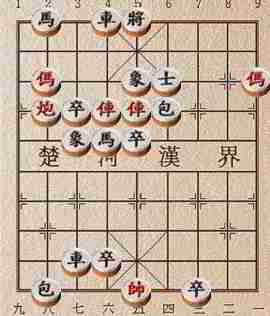 1 2 3 4 5 6 7 8 9
馬 車 將
傌 象 士 傌
炮 卒 俥 俥 包
象 馬 卒
楚 河 漢 界
車 卒
包 帥 卒
九 八 七 六 五 四 三 二 一